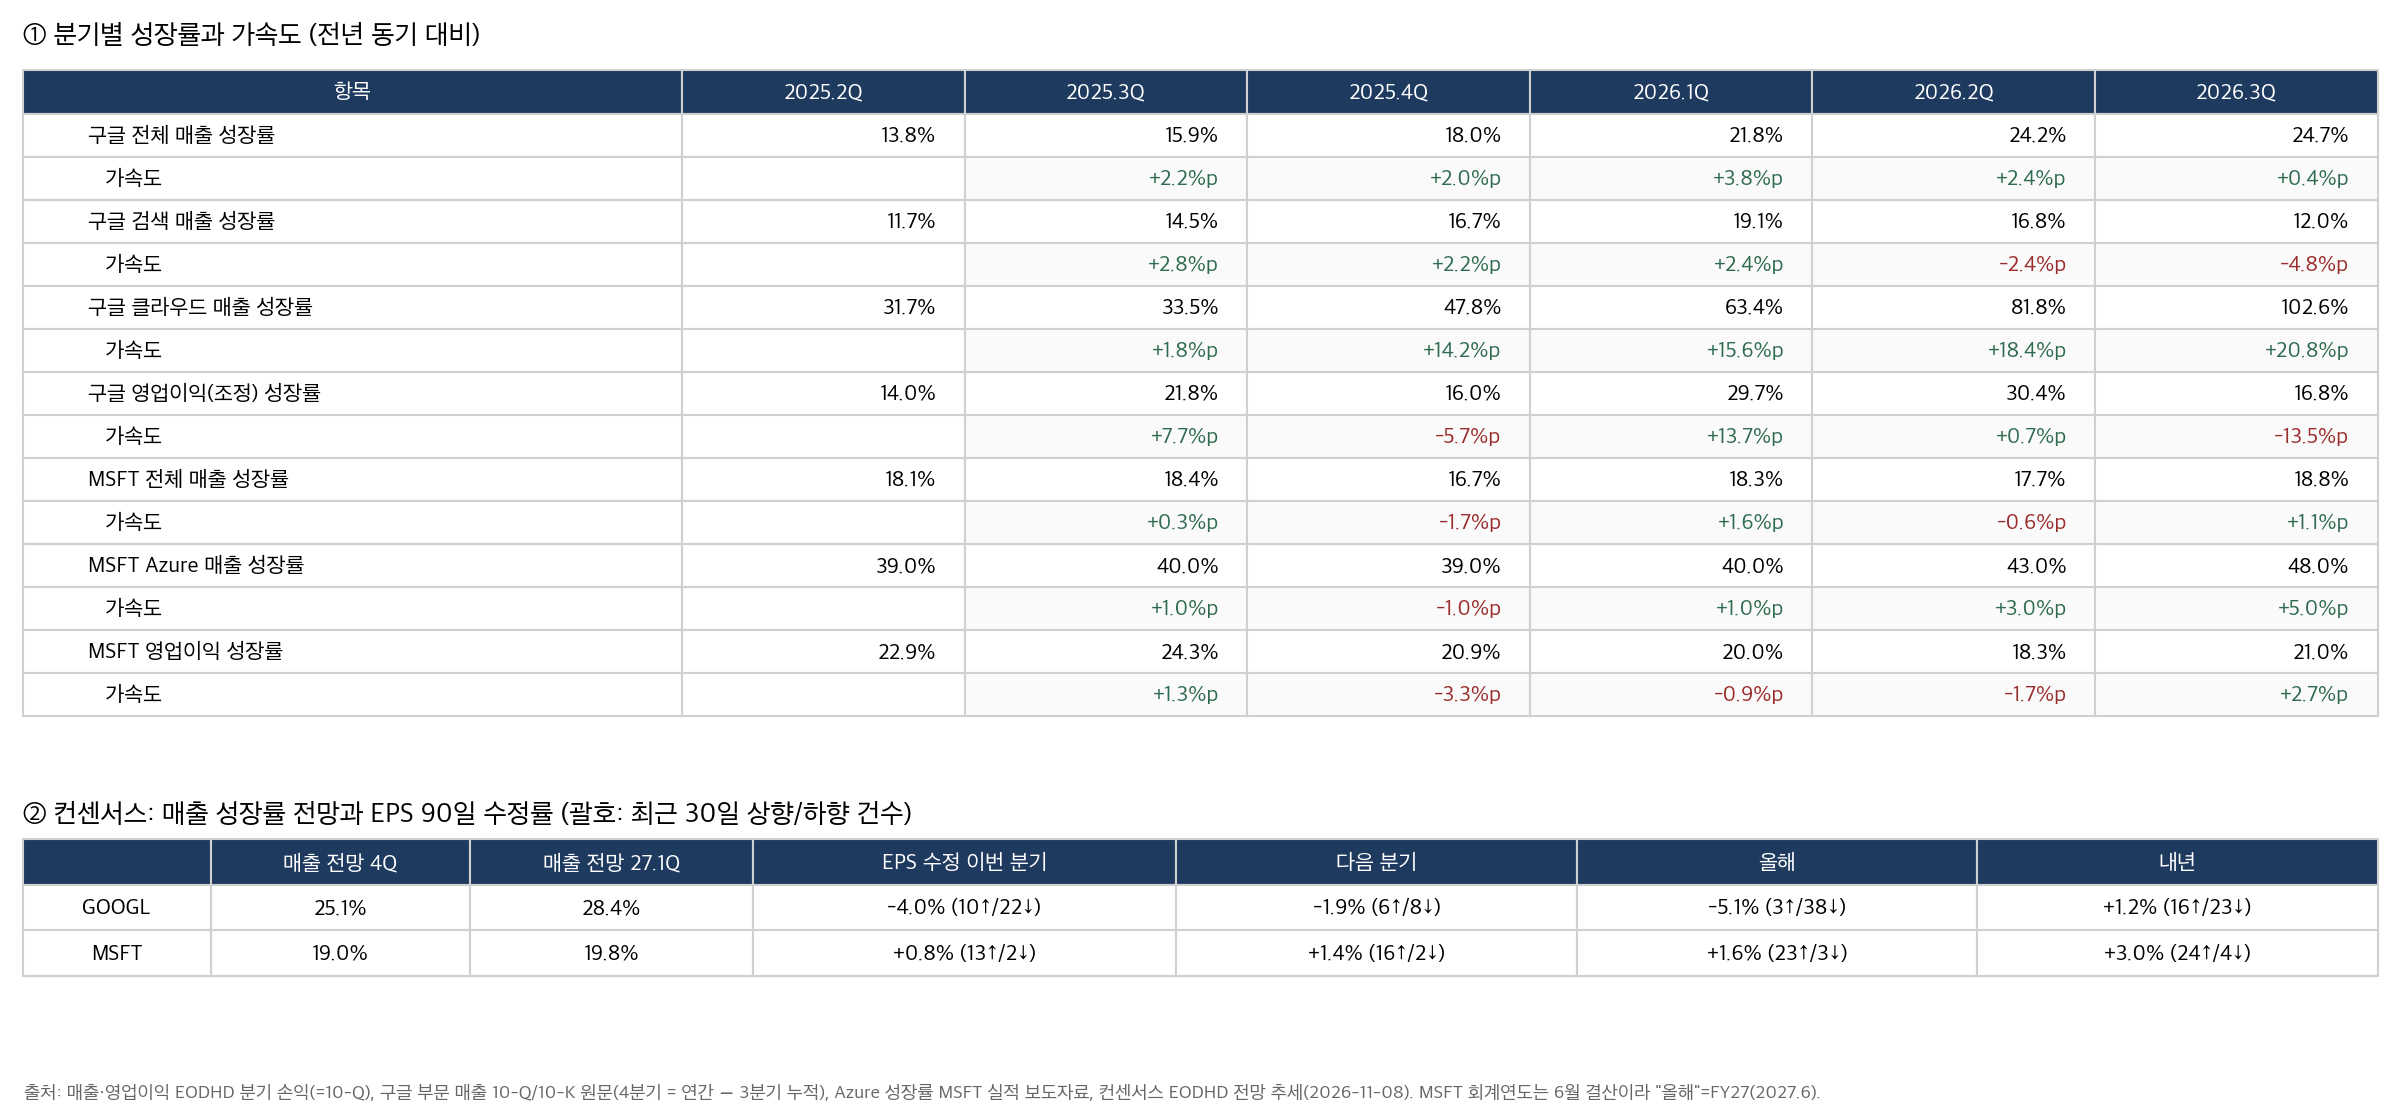 ① 분기별 성장률과 가속도 (전년 동기 대비)
항목 2025.2Q 2025.3Q 2025.4Q 2026.1Q 2026.2Q 2026.3Q
구글 전체 매출 성장률 13.8% 15.9% 18.0% 21.8% 24.2% 24.7%
가속도 +2.2%p +2.0%p +3.8%p +2.4%p +0.4%p
구글 검색 매출 성장률 11.7% 14.5% 16.7% 19.1% 16.8% 12.0%
가속도 +2.8%p +2.2%p +2.4%p -2.4%p -4.8%p
구글 클라우드 매출 성장률 31.7% 33.5% 47.8% 63.4% 81.8% 102.6%
가속도 +1.8%p +14.2%p +15.6%p +18.4%p +20.8%p
구글 영업이익(조정) 성장률 14.0% 21.8% 16.0% 29.7% 30.4% 16.8%
가속도 +7.7%p -5.7%p +13.7%p +0.7%p -13.5%p
MSFT 전체 매출 성장률 18.1% 18.4% 16.7% 18.3% 17.7% 18.8%
가속도 +0.3%p -1.7%p +1.6%p -0.6%p +1.1%p
MSFT Azure 매출 성장률 39.0% 40.0% 39.0% 40.0% 43.0% 48.0%
가속도 +1.0%p -1.0%p +1.0%p +3.0%p +5.0%p
MSFT 영업이익 성장률 22.9% 24.3% 20.9% 20.0% 18.3% 21.0%
가속도 +1.3%p -3.3%p -0.9%p -1.7%p +2.7%p
② 컨센서스: 매출 성장률 전망과 EPS 90일 수정률 (괄호: 최근 30일 상향/하향 건수)
매출 전망 4Q 매출 전망 27.1Q EPS 수정 이번 분기 다음 분기 올해 내년
GOOGL 25.1% 28.4% -4.0% (10↑/22↓) -1.9% (6↑/8↓) -5.1% (3↑/38↓) +1.2% (16↑/23↓)
MSFT 19.0% 19.8% +0.8% (13↑/2↓) +1.4% (16↑/2↓) +1.6% (23↑/3↓) +3.0% (24↑/4↓)
출처: 매출·영업이익 EODHD 분기 손익(=10-Q), 구글 부문 매출 10-Q/10-K 원문(4분기 = 연간 − 3분기 누적), Azure 성장률 MSFT 실적 보도자료, 컨센서스 EODHD 전망 추세(2026-11-08). MSFT 회계연도는 6월 결산이라 "올해"=FY27(2027.6).